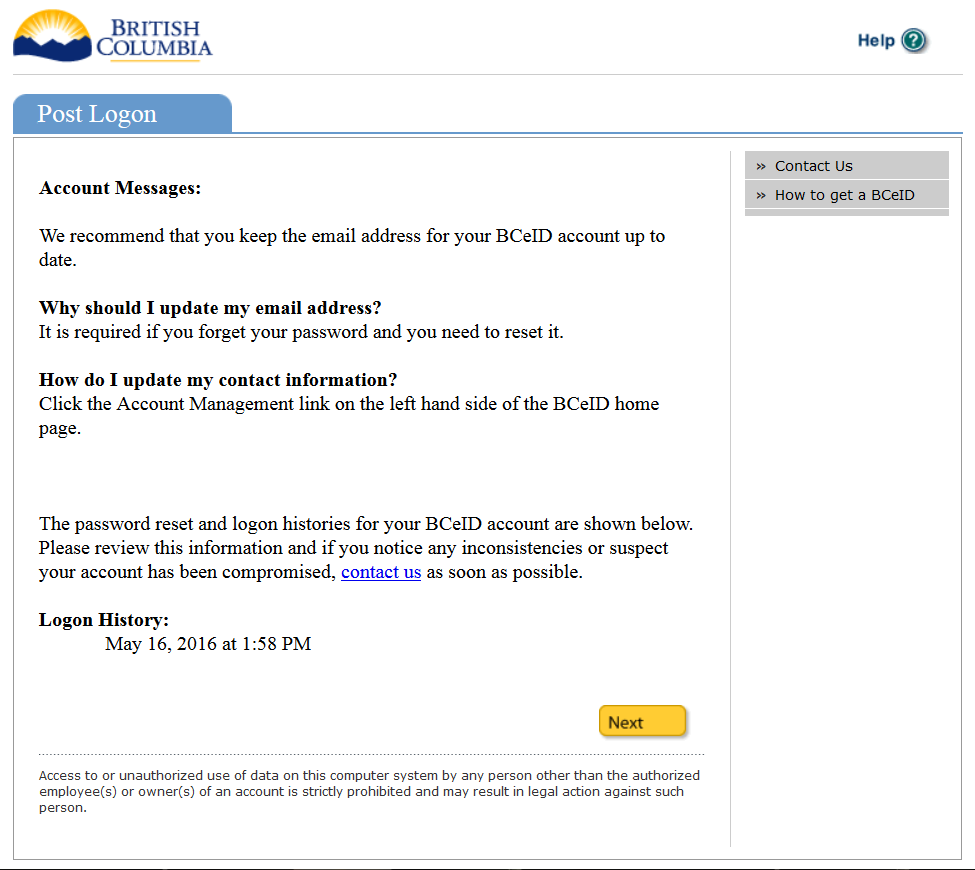 BRITISH
COLUMBIA
Help ?
Post Logon
Account Messages:
We recommend that you keep the email address for your BCeID account up to
date.
Why should I update my email address?
It is required if you forget your password and you need to reset it.
How do I update my contact information?
Click the Account Management link on the left hand side of the BCeID home
page.
The password reset and logon histories for your BCeID account are shown below.
Please review this information and if you notice any inconsistencies or suspect
your account has been compromised, contact us as soon as possible.
Logon History:
May 16, 2016 at 1:58 PM
Next
Access to or unauthorized use of data on this computer system by any person other than the authorized
employee(s) or owner(s) of an account is strictly prohibited and may result in legal action against such
person.
» Contact Us
» How to get a BCeID